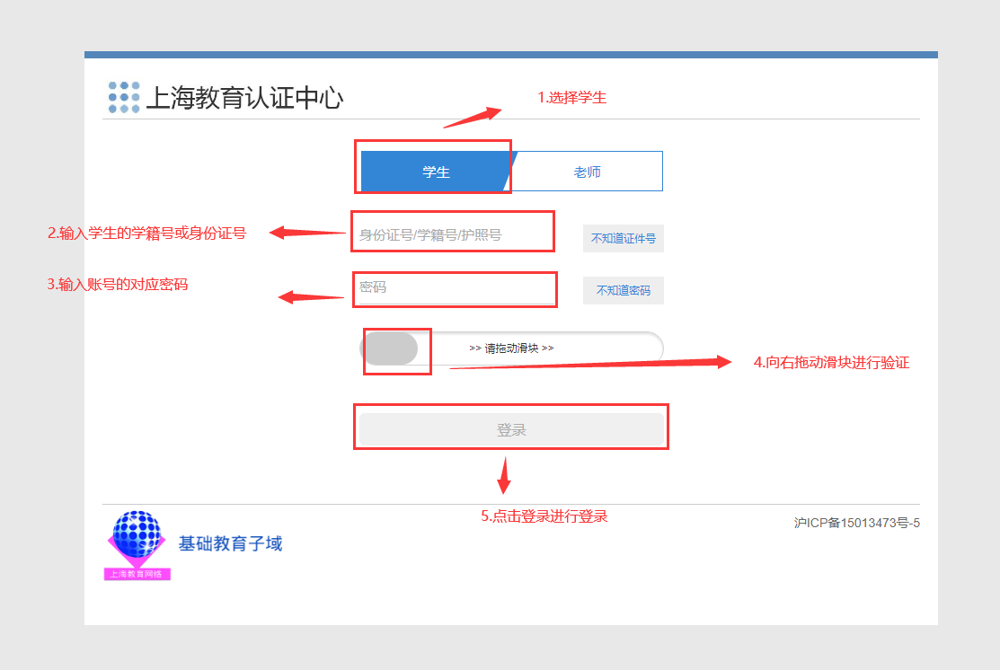 上海教育认证中心
1.选择学生
学生
老师
2.输入学生的学籍号或身份证号
身份证号/学籍号/护照号
不知道证件号
3.输入账号的对应密码
密码
不知道密码
>> 请拖动滑块 >>
4.向右拖动滑块进行验证
登录
5.点击登录进行登录
沪ICP备15013473号-5
基础教育子域
上海教育网络